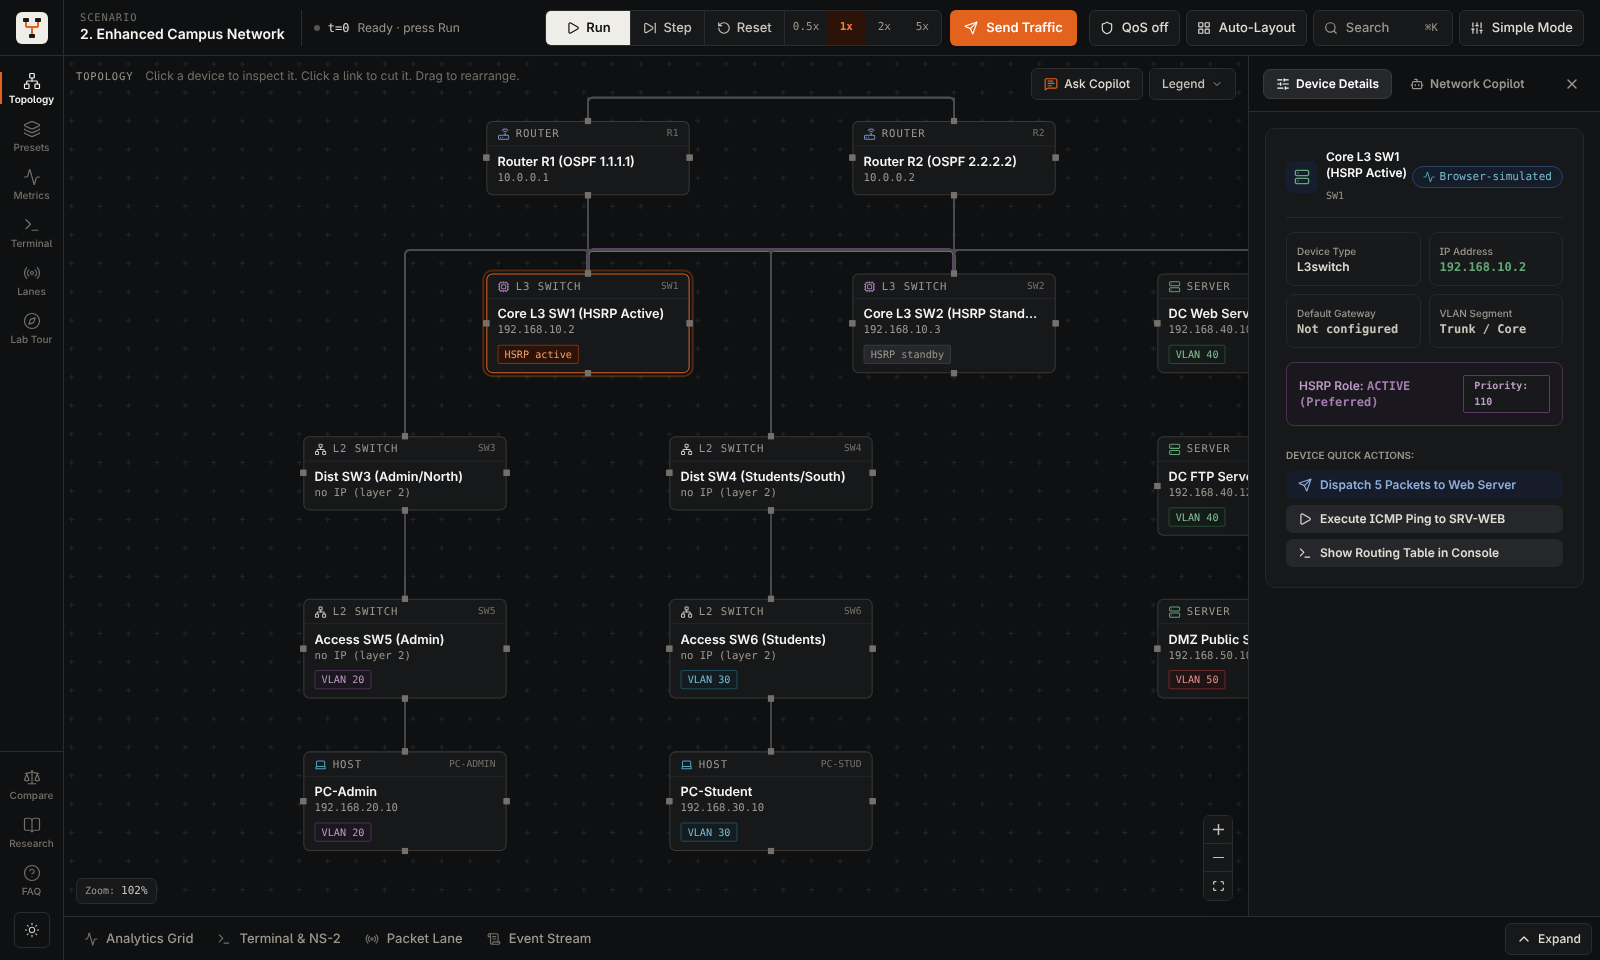 SCENARIO
2. Enhanced Campus Network
t=0 Ready · press Run
Run
Step
Reset
0.5x
1x
2x
5x
Send Traffic
QoS off
Auto-Layout
Search ⌘K
Simple Mode
Topology
Presets
Metrics
Terminal
Lanes
Lab Tour
Compare
Research
FAQ
TOPOLOGY Click a device to inspect it. Click a link to cut it. Drag to rearrange.
Ask Copilot
Legend
ROUTER R1
Router R1 (OSPF 1.1.1.1)
10.0.0.1
ROUTER R2
Router R2 (OSPF 2.2.2.2)
10.0.0.2
L3 SWITCH SW1
Core L3 SW1 (HSRP Active)
192.168.10.2
HSRP active
L3 SWITCH SW2
Core L3 SW2 (HSRP Stand...
192.168.10.3
HSRP standby
SERVER
DC Web Serv
192.168.40.10
VLAN 40
L2 SWITCH SW3
Dist SW3 (Admin/North)
no IP (layer 2)
L2 SWITCH SW4
Dist SW4 (Students/South)
no IP (layer 2)
SERVER
DC FTP Serve
192.168.40.12
VLAN 40
L2 SWITCH SW5
Access SW5 (Admin)
no IP (layer 2)
VLAN 20
L2 SWITCH SW6
Access SW6 (Students)
no IP (layer 2)
VLAN 30
SERVER
DMZ Public S
192.168.50.10
VLAN 50
HOST PC-ADMIN
PC-Admin
192.168.20.10
VLAN 20
HOST PC-STUD
PC-Student
192.168.30.10
VLAN 30
Zoom: 102%
Device Details
Network Copilot
Core L3 SW1
(HSRP Active)
SW1
Browser-simulated
Device Type
L3switch
IP Address
192.168.10.2
Default Gateway
Not configured
VLAN Segment
Trunk / Core
HSRP Role: ACTIVE
(Preferred)
Priority:
110
DEVICE QUICK ACTIONS:
Dispatch 5 Packets to Web Server
Execute ICMP Ping to SRV-WEB
Show Routing Table in Console
Analytics Grid
Terminal & NS-2
Packet Lane
Event Stream
Expand